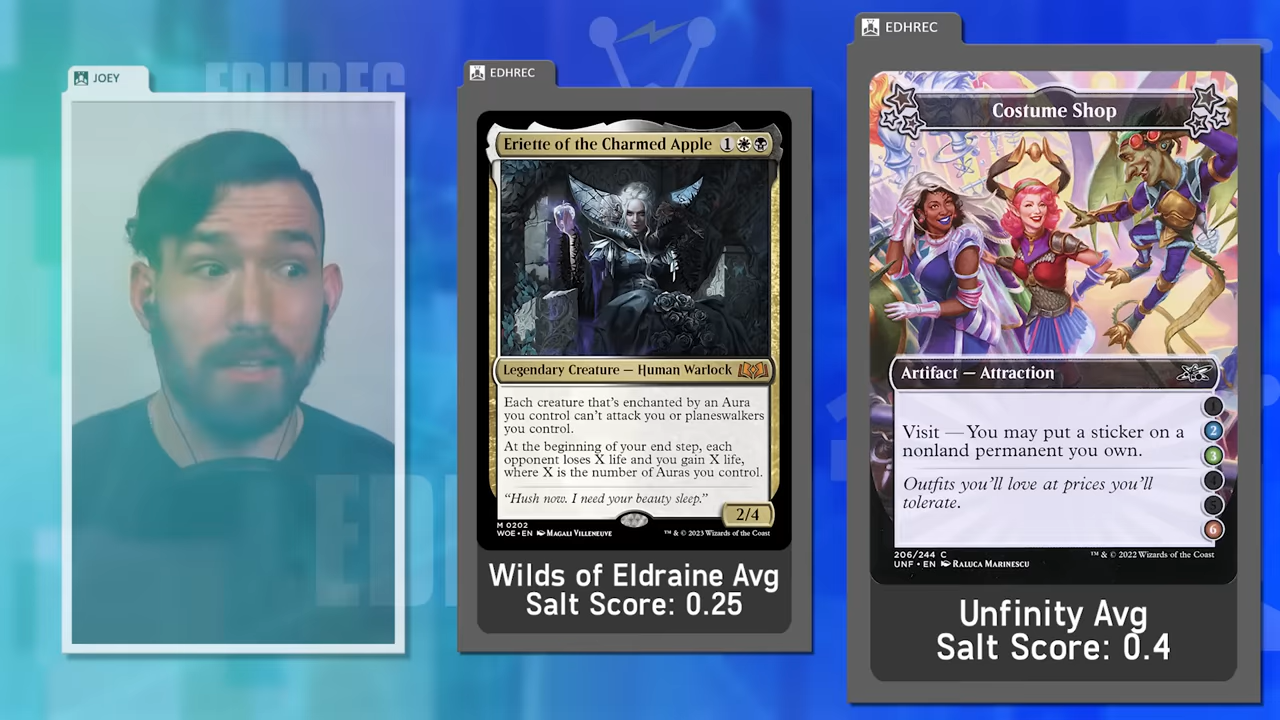 JOEY
EDHREC
EDHREC
EDHREC
Eriette of the Charmed Apple 1
Legendary Creature — Human Warlock
Each creature that's enchanted by an Aura
you control can't attack you or planeswalkers
you control.
At the beginning of your end step, each
opponent loses X life and you gain X life,
where X is the number of Auras you control.
"Hush now. I need your beauty sleep."
2/4
M 0202
WOE • EN Magali Villeneuve
™ & © 2023 Wizards of the Coast
Wilds of Eldraine Avg
Salt Score: 0.25
Costume Shop
Artifact — Attraction
Visit — You may put a sticker on a
nonland permanent you own.
Outfits you'll love at prices you'll
tolerate.
1
2
3
4
5
6
206/244 C
UNF • EN Raluca Marinescu
™ & © 2022 Wizards of the Coast
Unfinity Avg
Salt Score: 0.4